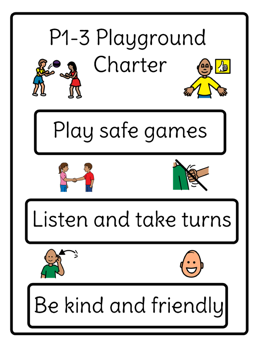 P1-3 Playground
Charter
Play safe games
Listen and take turns
Be kind and friendly